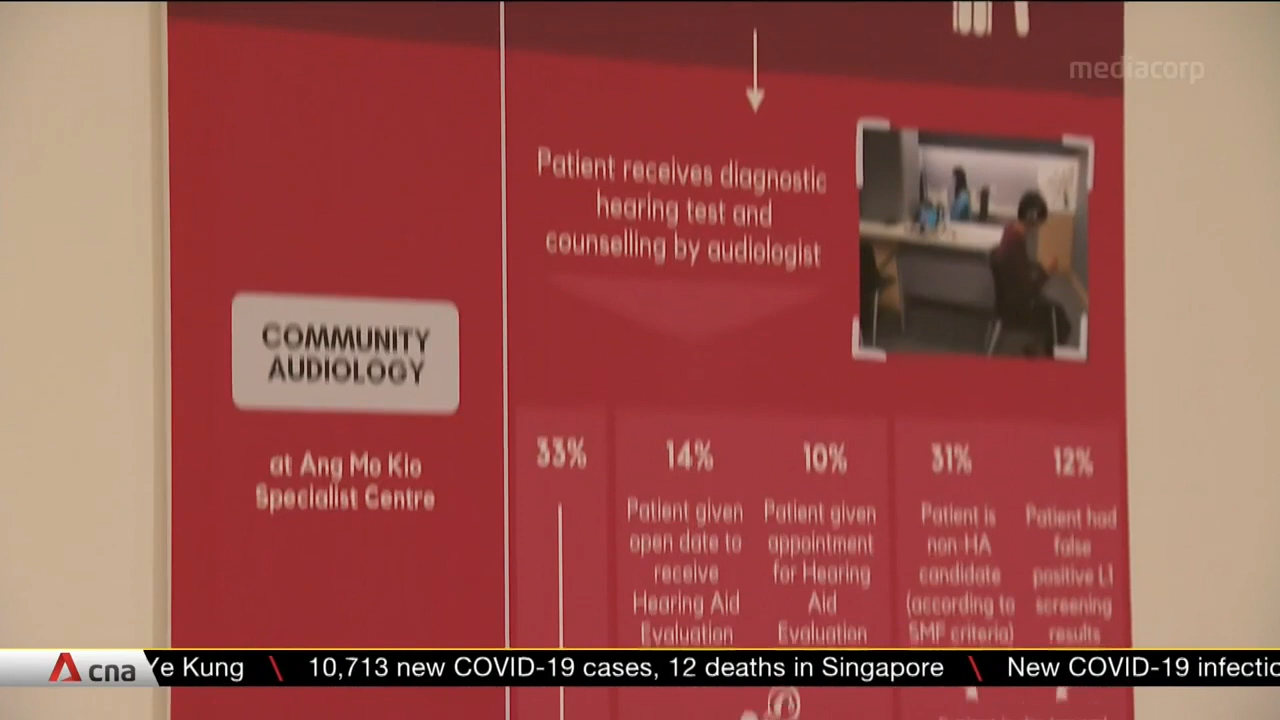 mediacorp
Patient receives diagnostic
hearing test and
counselling by audiologist
COMMUNITY
AUDIOLOGY
at Ang Mo Kio
Specialist Centre
33%
14%
Patient given
open date to
receive
Hearing Aid
Evaluation
10%
Patient given
appointment
for Hearing
Aid
Evaluation
31%
Patient is
non-HA
candidate
(according to
SMF criteria)
12%
Patient had
false
positive L1
screening
results
cna
Ye Kung \ 10,713 new COVID-19 cases, 12 deaths in Singapore \ New COVID-19 infectio